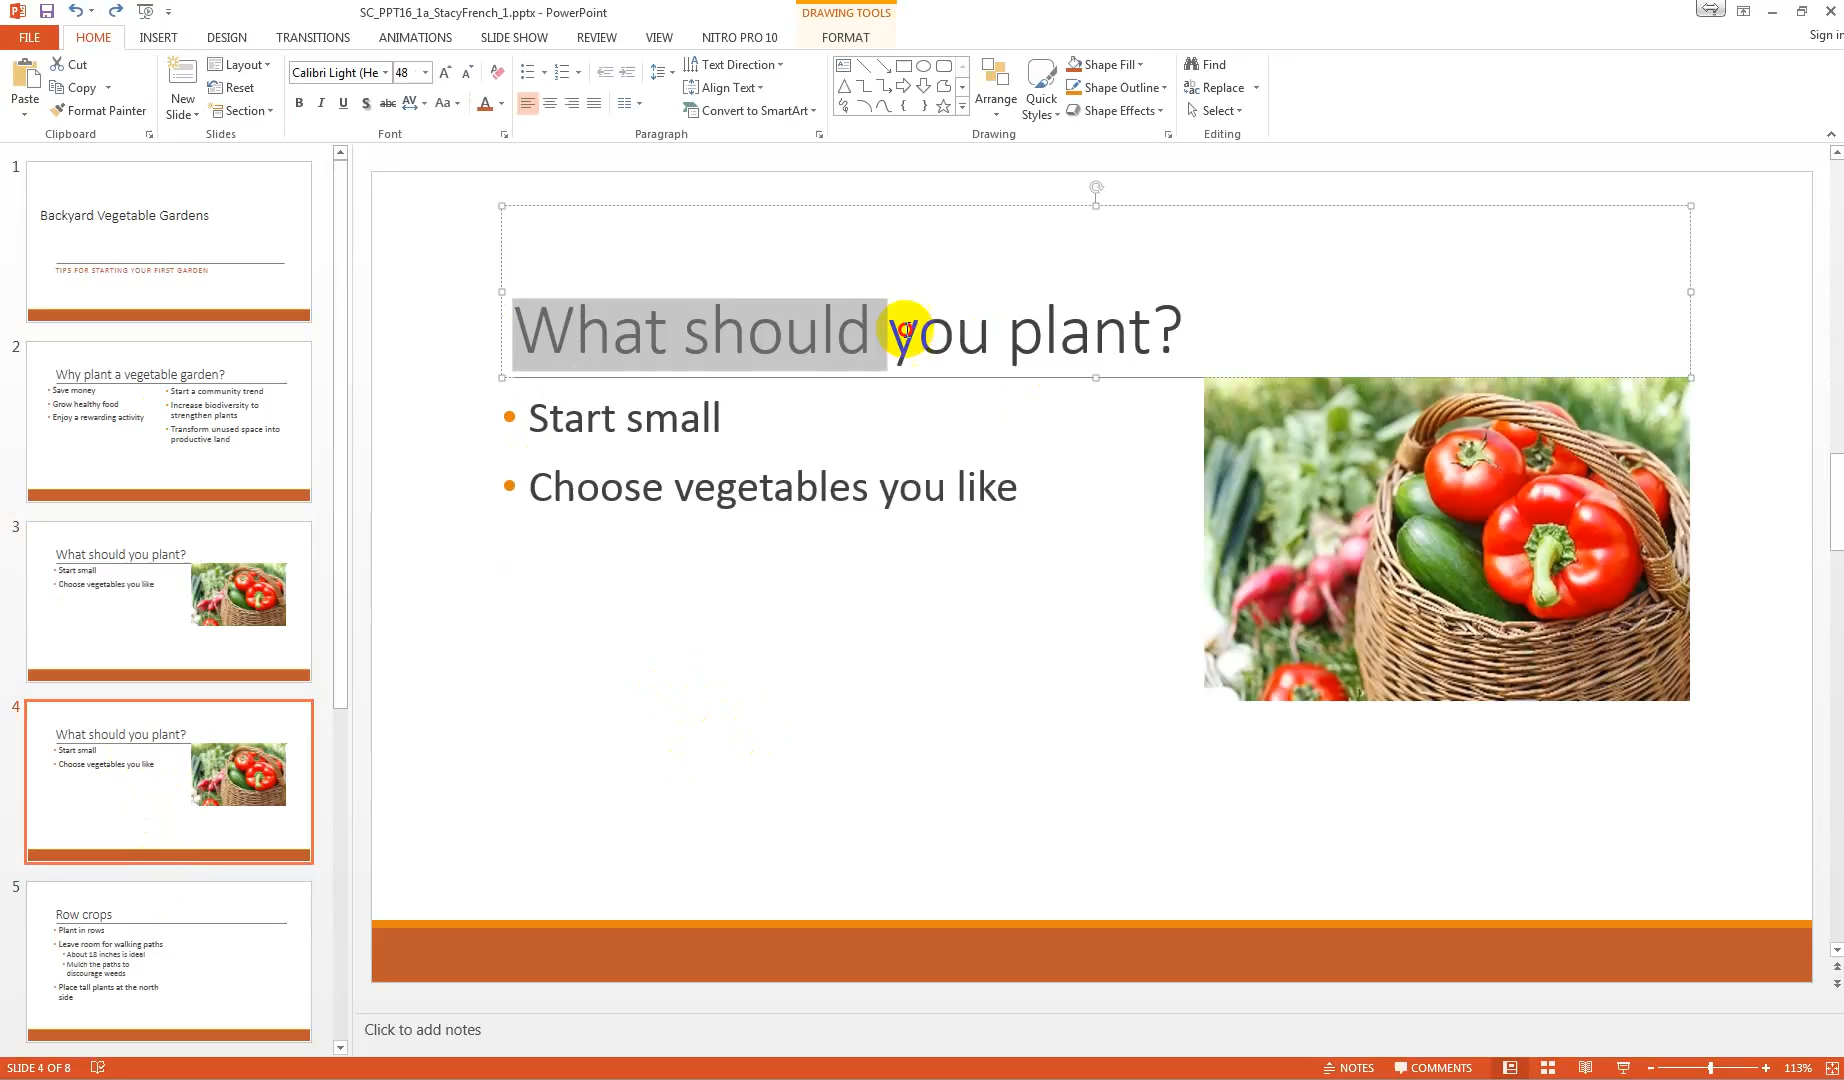 SC_PPT16_1a_StacyFrench_1.pptx - PowerPoint
DRAWING TOOLS
FILE HOME INSERT DESIGN TRANSITIONS ANIMATIONS SLIDE SHOW REVIEW VIEW NITRO PRO 10 FORMAT
Sign in
Paste
Cut
Copy
Format Painter
Clipboard
New Slide
Layout
Reset
Section
Slides
Calibri Light (He 48
B I U S abc AV Aa A
Font
Text Direction
Align Text
Convert to SmartArt
Paragraph
Arrange
Quick Styles
Shape Fill
Shape Outline
Shape Effects
Drawing
Find
Replace
Select
Editing
1
Backyard Vegetable Gardens
TIPS FOR STARTING YOUR FIRST GARDEN
2
Why plant a vegetable garden?
• Save money
• Grow healthy food
• Enjoy a rewarding activity
• Start a community trend
• Increase biodiversity to
strengthen plants
• Transform unused space into
productive land
3
What should you plant?
• Start small
• Choose vegetables you like
4
What should you plant?
• Start small
• Choose vegetables you like
5
Row crops
• Plant in rows
• Leave room for walking paths
• About 18 inches is ideal
• Mulch the paths to
discourage weeds
• Place tall plants at the north
side
What should you plant?
• Start small
• Choose vegetables you like
Click to add notes
SLIDE 4 OF 8
NOTES COMMENTS 113%